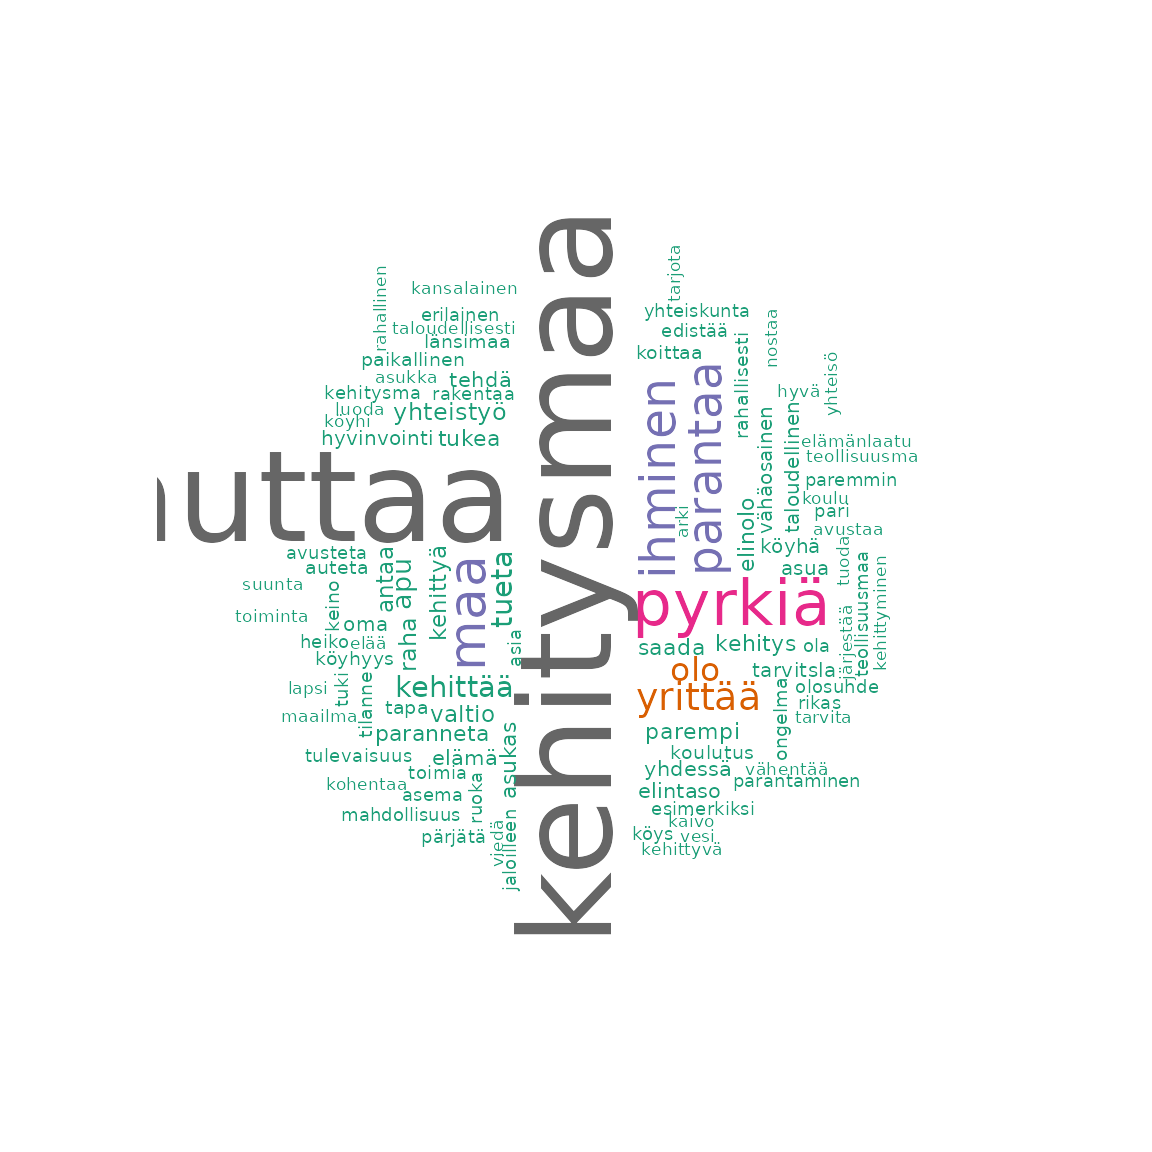 rahallinen
kansalainen
erilainen
taloudellisesti
länsimaa
paikallinen
asukka
tehdä
kehitysma
rakentaa
luoda
yhteistyö
köyhi
hyvinvointi
tukea
uttaa
kehitysmaa
tarjota
yhteiskunta
edistää
koittaa
rahallisesti
nostaa
yhteisö
hyvä
ihminen
parantaa
arki
elinolo
vähäosainen
taloudellinen
elämänlaatu
teollisuusma
paremmin
koulu
pari
avustaa
köyhä
asua
tuoda
avusteta
auteta
suunta
toiminta
keino
antaa
apu
kehittyä
maa
tueta
oma
heiko
elää
köyhyys
raha
asia
lapsi
tuki
tilanne
kehittää
maailma
tapa
valtio
paranneta
tulevaisuus
elämä
asukas
toimia
kohentaa
asema
ruoka
mahdollisuus
pärjätä
viedä
jaloilleen
pyrkiä
saada
kehitys
ola
järjestää
teollisuusmaa
kehittyminen
olo
tarvitsla
yrittää
olosuhde
rikas
tarvita
ongelma
parempi
koulutus
yhdessä
vähentää
parantaminen
elintaso
esimerkiksi
kaivo
köys
vesi
kehittyvä